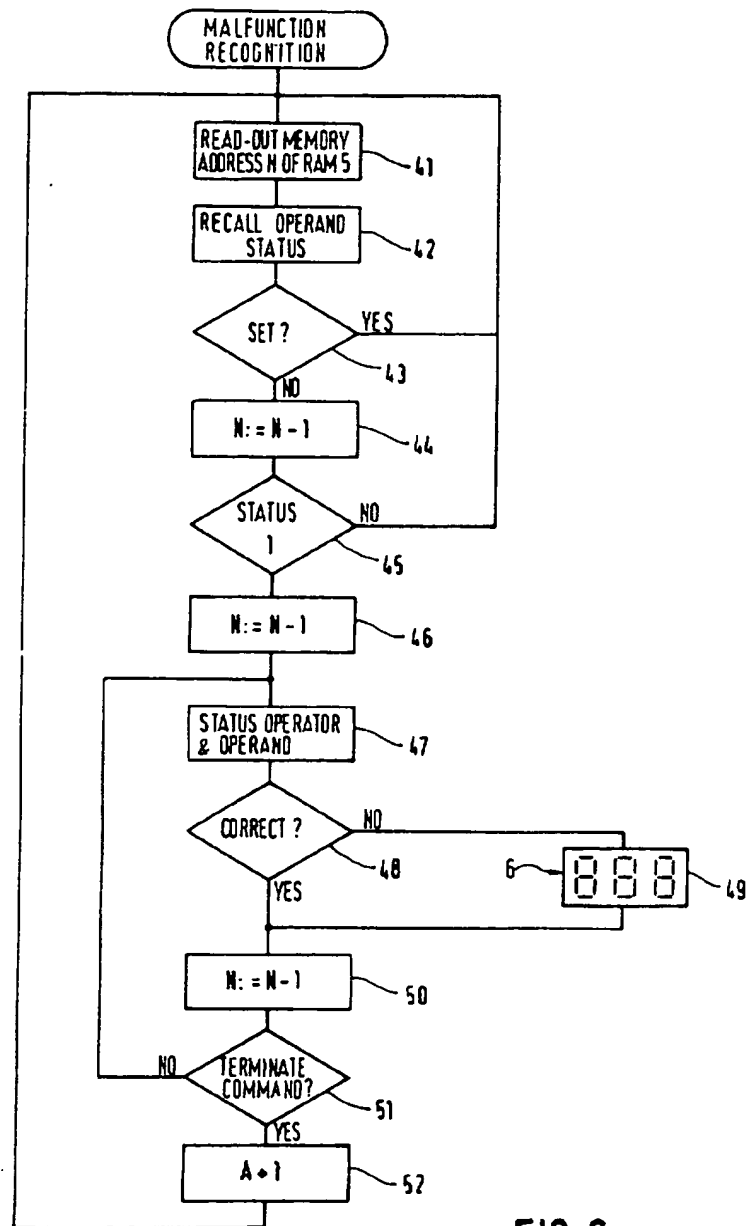 MALFUNCTION
RECOGNITION
READ-OUT MEMORY
ADDRESS N OF RAM 5
41
RECALL OPERAND
STATUS
42
SET ?
YES
43
NO
N: = N - 1
44
STATUS
1
NO
45
N: = N - 1
46
STATUS OPERATOR
& OPERAND
47
CORRECT ?
NO
48
YES
6
888
49
N: = N - 1
50
NO
TERMINATE
COMMAND?
51
YES
A + 1
52